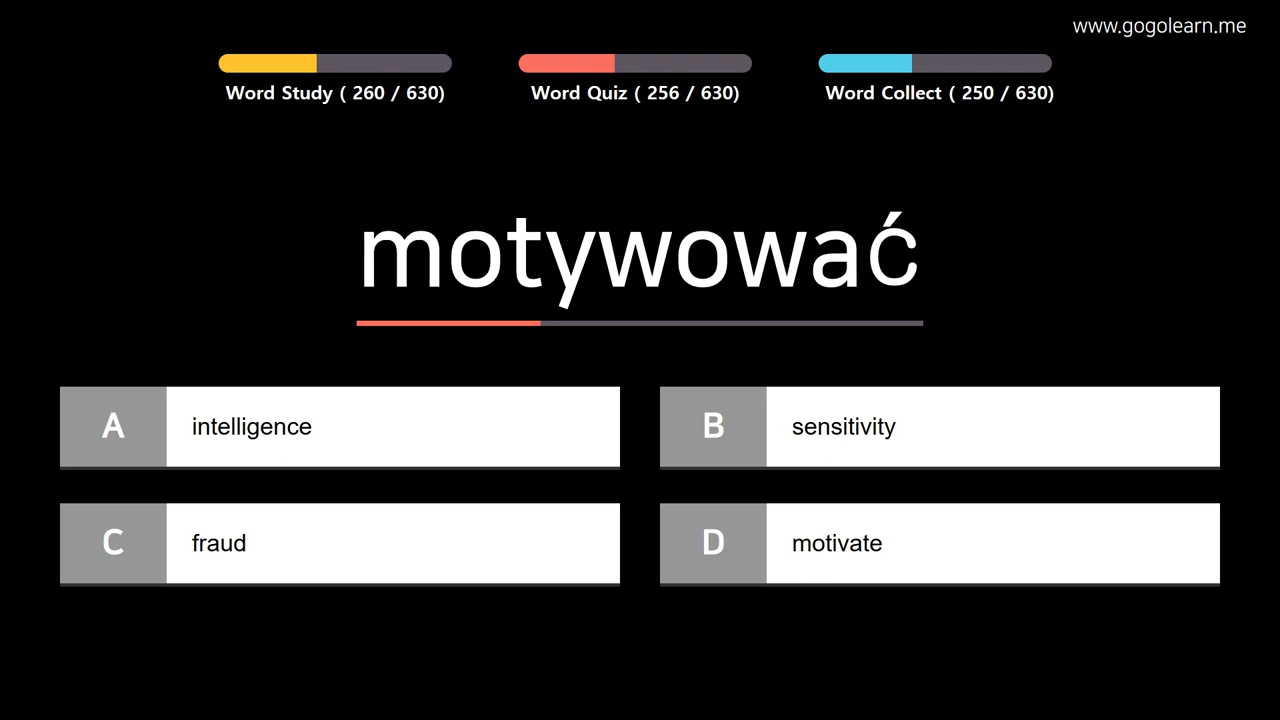 www.gogolearn.me
Word Study ( 260 / 630)
Word Quiz ( 256 / 630)
Word Collect ( 250 / 630)
motywować
A intelligence
B sensitivity
C fraud
D motivate